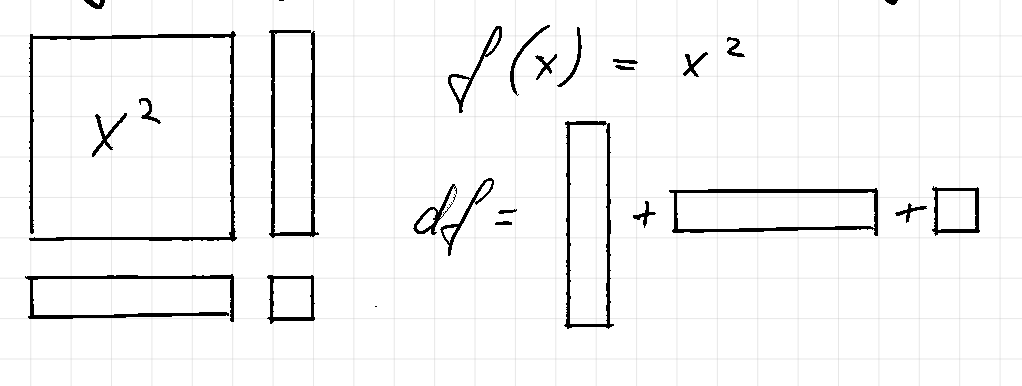 f(x) = x²
x²
df = + +